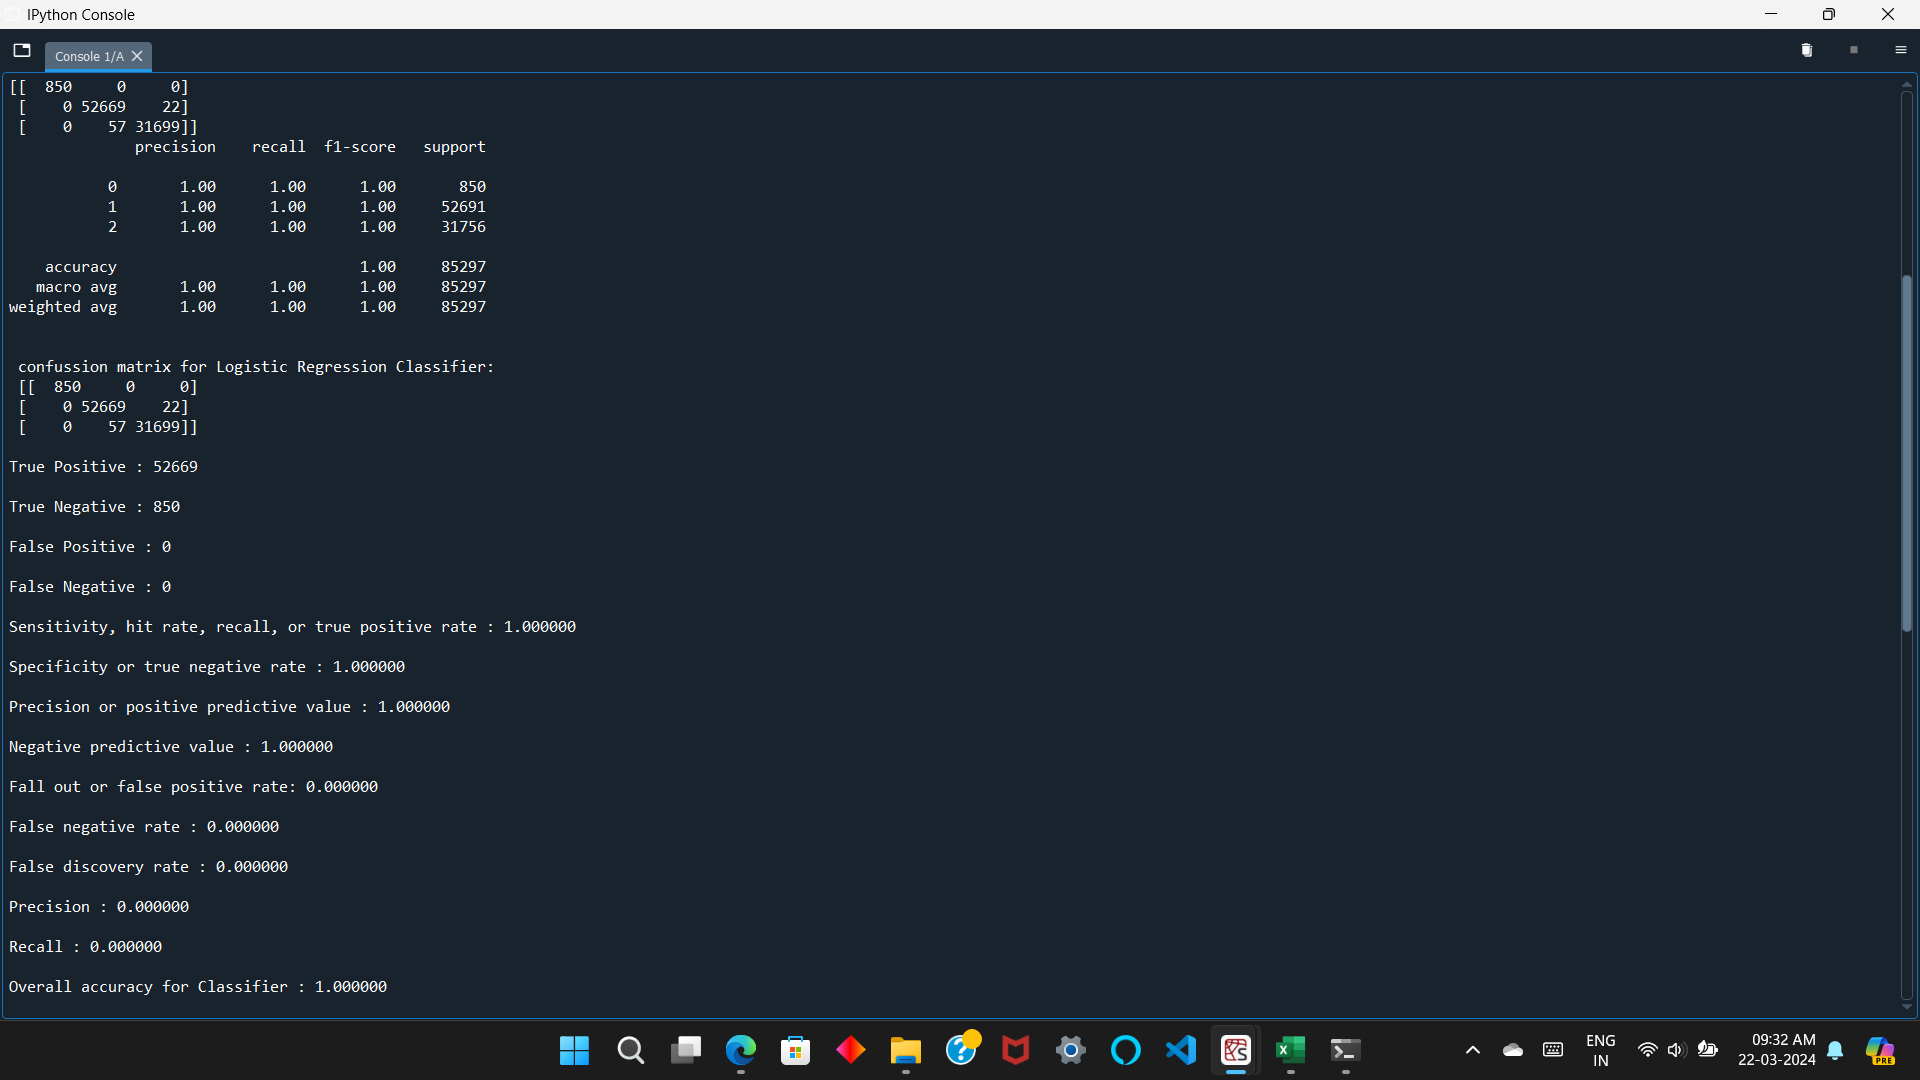 IPython Console
Console 1/A
[[  850     0     0]
 [    0 52669    22]
 [    0    57 31699]]
              precision    recall  f1-score   support
           0       1.00      1.00      1.00       850
           1       1.00      1.00      1.00     52691
           2       1.00      1.00      1.00     31756
    accuracy                           1.00     85297
   macro avg       1.00      1.00      1.00     85297
weighted avg       1.00      1.00      1.00     85297
 confussion matrix for Logistic Regression Classifier:
 [[  850     0     0]
 [    0 52669    22]
 [    0    57 31699]]
True Positive : 52669
True Negative : 850
False Positive : 0
False Negative : 0
Sensitivity, hit rate, recall, or true positive rate : 1.000000
Specificity or true negative rate : 1.000000
Precision or positive predictive value : 1.000000
Negative predictive value : 1.000000
Fall out or false positive rate: 0.000000
False negative rate : 0.000000
False discovery rate : 0.000000
Precision : 0.000000
Recall : 0.000000
Overall accuracy for Classifier : 1.000000
ENG
IN
09:32 AM
22-03-2024
PRE